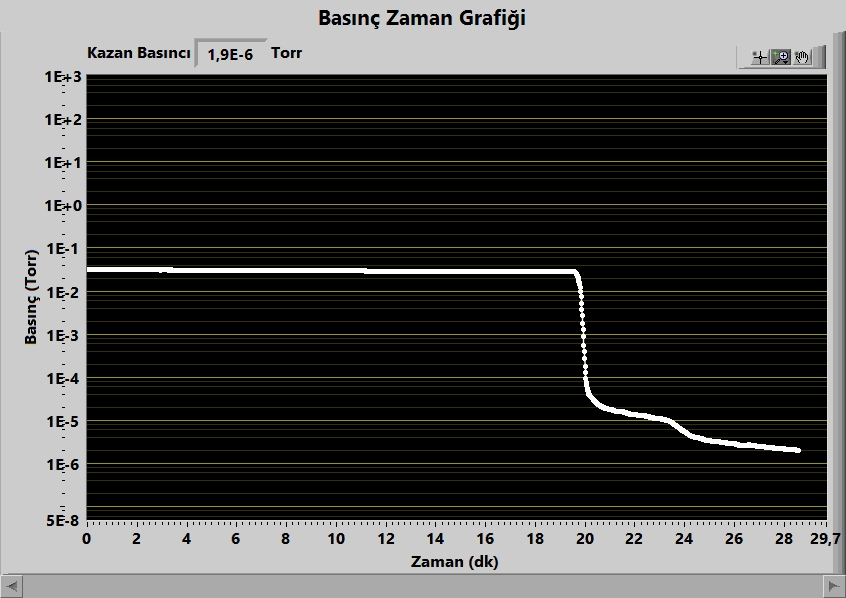 Basınç Zaman Grafiği
Kazan Basıncı 1,9E-6 Torr
1E+3
1E+2
1E+1
1E+0
1E-1
1E-2
1E-3
1E-4
1E-5
1E-6
5E-8
Basınç (Torr)
0 2 4 6 8 10 12 14 16 18 20 22 24 26 28 29,7
Zaman (dk)